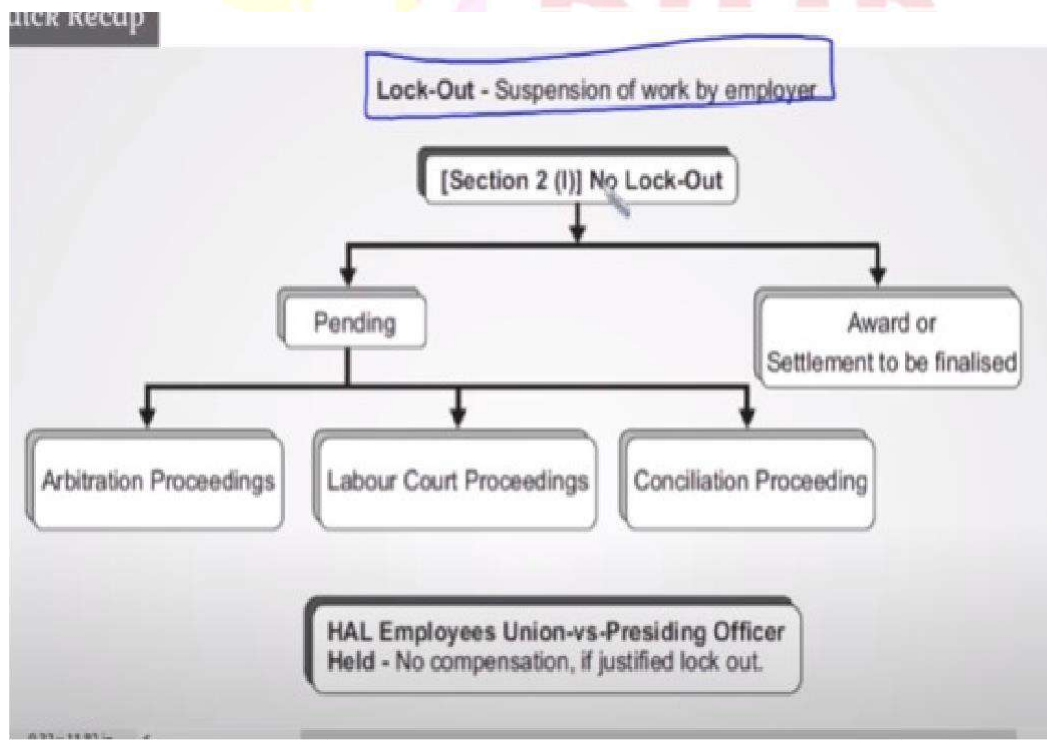 Quick Recap
Lock-Out - Suspension of work by employer
[Section 2 (l)] No Lock-Out
Pending
Award or
Settlement to be finalised
Arbitration Proceedings
Labour Court Proceedings
Conciliation Proceeding
HAL Employees Union-vs-Presiding Officer
Held - No compensation, if justified lock out.